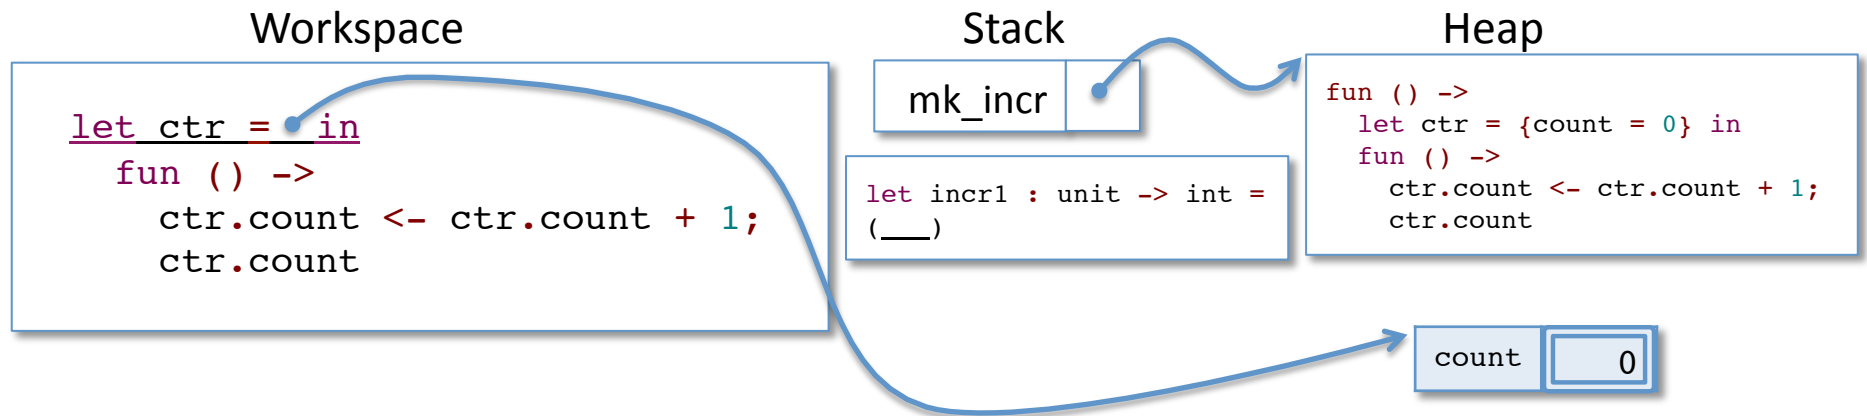 Workspace
let ctr = in
fun () ->
ctr.count <- ctr.count + 1;
ctr.count
Stack
mk_incr
let incr1 : unit -> int =
(___)
Heap
fun () ->
let ctr = {count = 0} in
fun () ->
ctr.count <- ctr.count + 1;
ctr.count
count 0